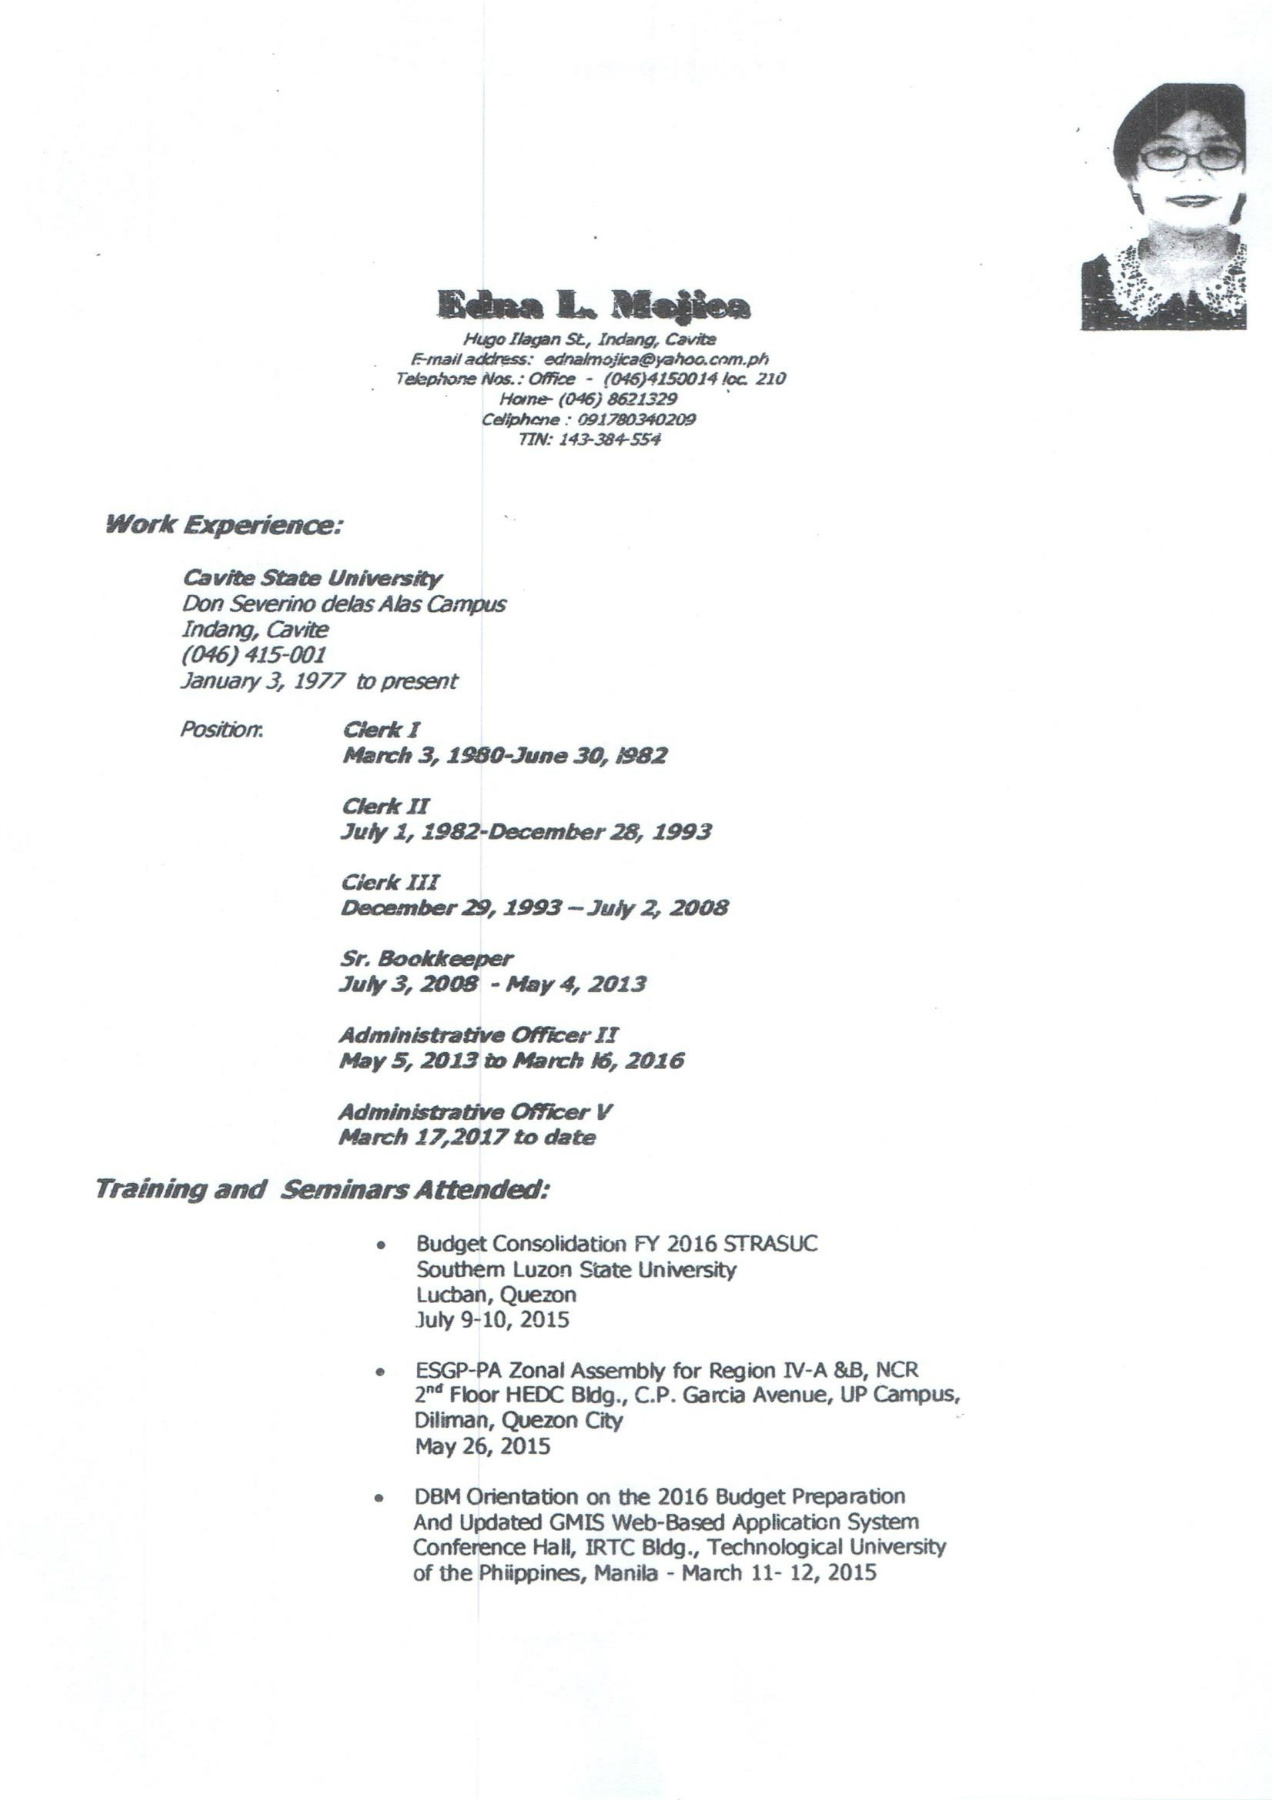 Edna L. Mojica
Hugo Ilagan St., Indang, Cavite
E-mail address: ednalmojica@yahoo.com.ph
Telephone Nos.: Office - (046)4150014 loc. 210
Home- (046) 8621329
Cellphone : 091780340209
TIN: 143-384-554
Work Experience:
Cavite State University
Don Severino delas Alas Campus
Indang, Cavite
(046) 415-001
January 3, 1977 to present
Position: Clerk I
March 3, 1980-June 30, 1982
Clerk II
July 1, 1982-December 28, 1993
Clerk III
December 29, 1993 – July 2, 2008
Sr. Bookkeeper
July 3, 2008 - May 4, 2013
Administrative Officer II
May 5, 2013 to March 16, 2016
Administrative Officer V
March 17,2017 to date
Training and Seminars Attended:
• Budget Consolidation FY 2016 STRASUC
Southern Luzon State University
Lucban, Quezon
July 9-10, 2015
• ESGP-PA Zonal Assembly for Region IV-A &B, NCR
2nd Floor HEDC Bldg., C.P. Garcia Avenue, UP Campus,
Diliman, Quezon City
May 26, 2015
• DBM Orientation on the 2016 Budget Preparation
And Updated GMIS Web-Based Application System
Conference Hall, IRTC Bldg., Technological University
of the Phiippines, Manila - March 11- 12, 2015